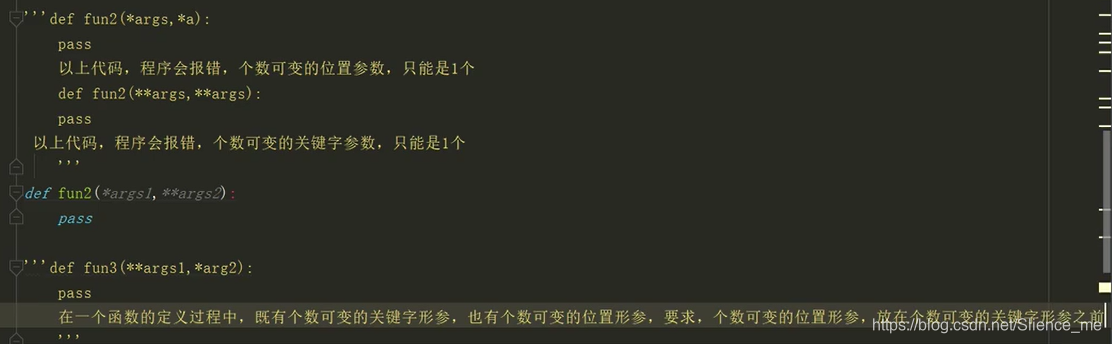 '''def fun2(*args,*a):
pass
以上代码，程序会报错，个数可变的位置参数，只能是1个
def fun2(**args,**args):
pass
以上代码，程序会报错，个数可变的关键字参数，只能是1个
'''
def fun2(*args1,**args2):
pass
'''def fun3(**args1,*arg2):
pass
在一个函数的定义过程中，既有个数可变的关键字形参，也有个数可变的位置形参，要求，个数可变的位置形参，放在个数可变的关键字形参之前
https://blog.csdn.net/Slience_me
'''